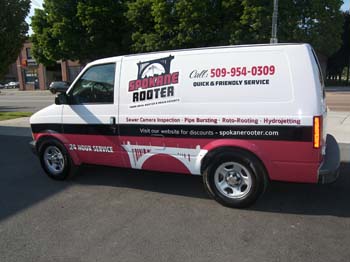 SPOKANE
ROOTER
Call: 509-954-0309
QUICK & FRIENDLY SERVICE
Sewer Camera Inspection · Pipe Bursting · Roto-Rooting · Hydrojetting
Visit our website for discounts - spokanerooter.com
24 HOUR SERVICE